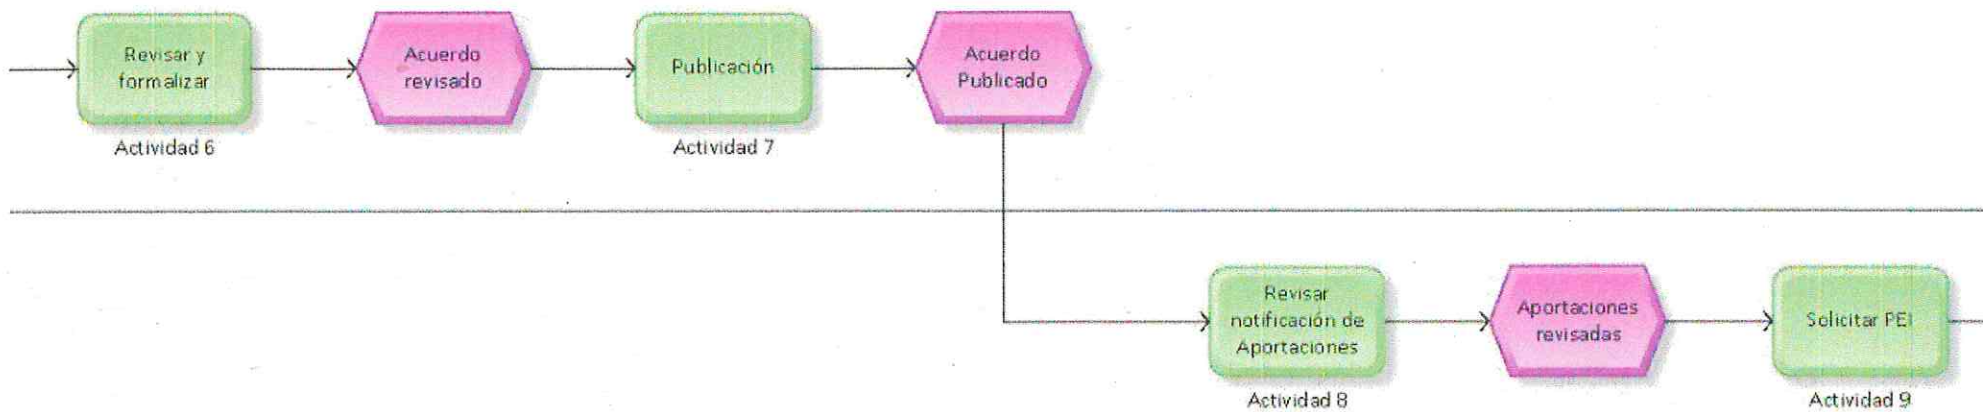 Revisar y
formalizar
Actividad 6
Acuerdo
revisado
Publicación
Actividad 7
Acuerdo
Publicado
Revisar
notificación de
Aportaciones
Actividad 8
Aportaciones
revisadas
Solicitar PEI
Actividad 9